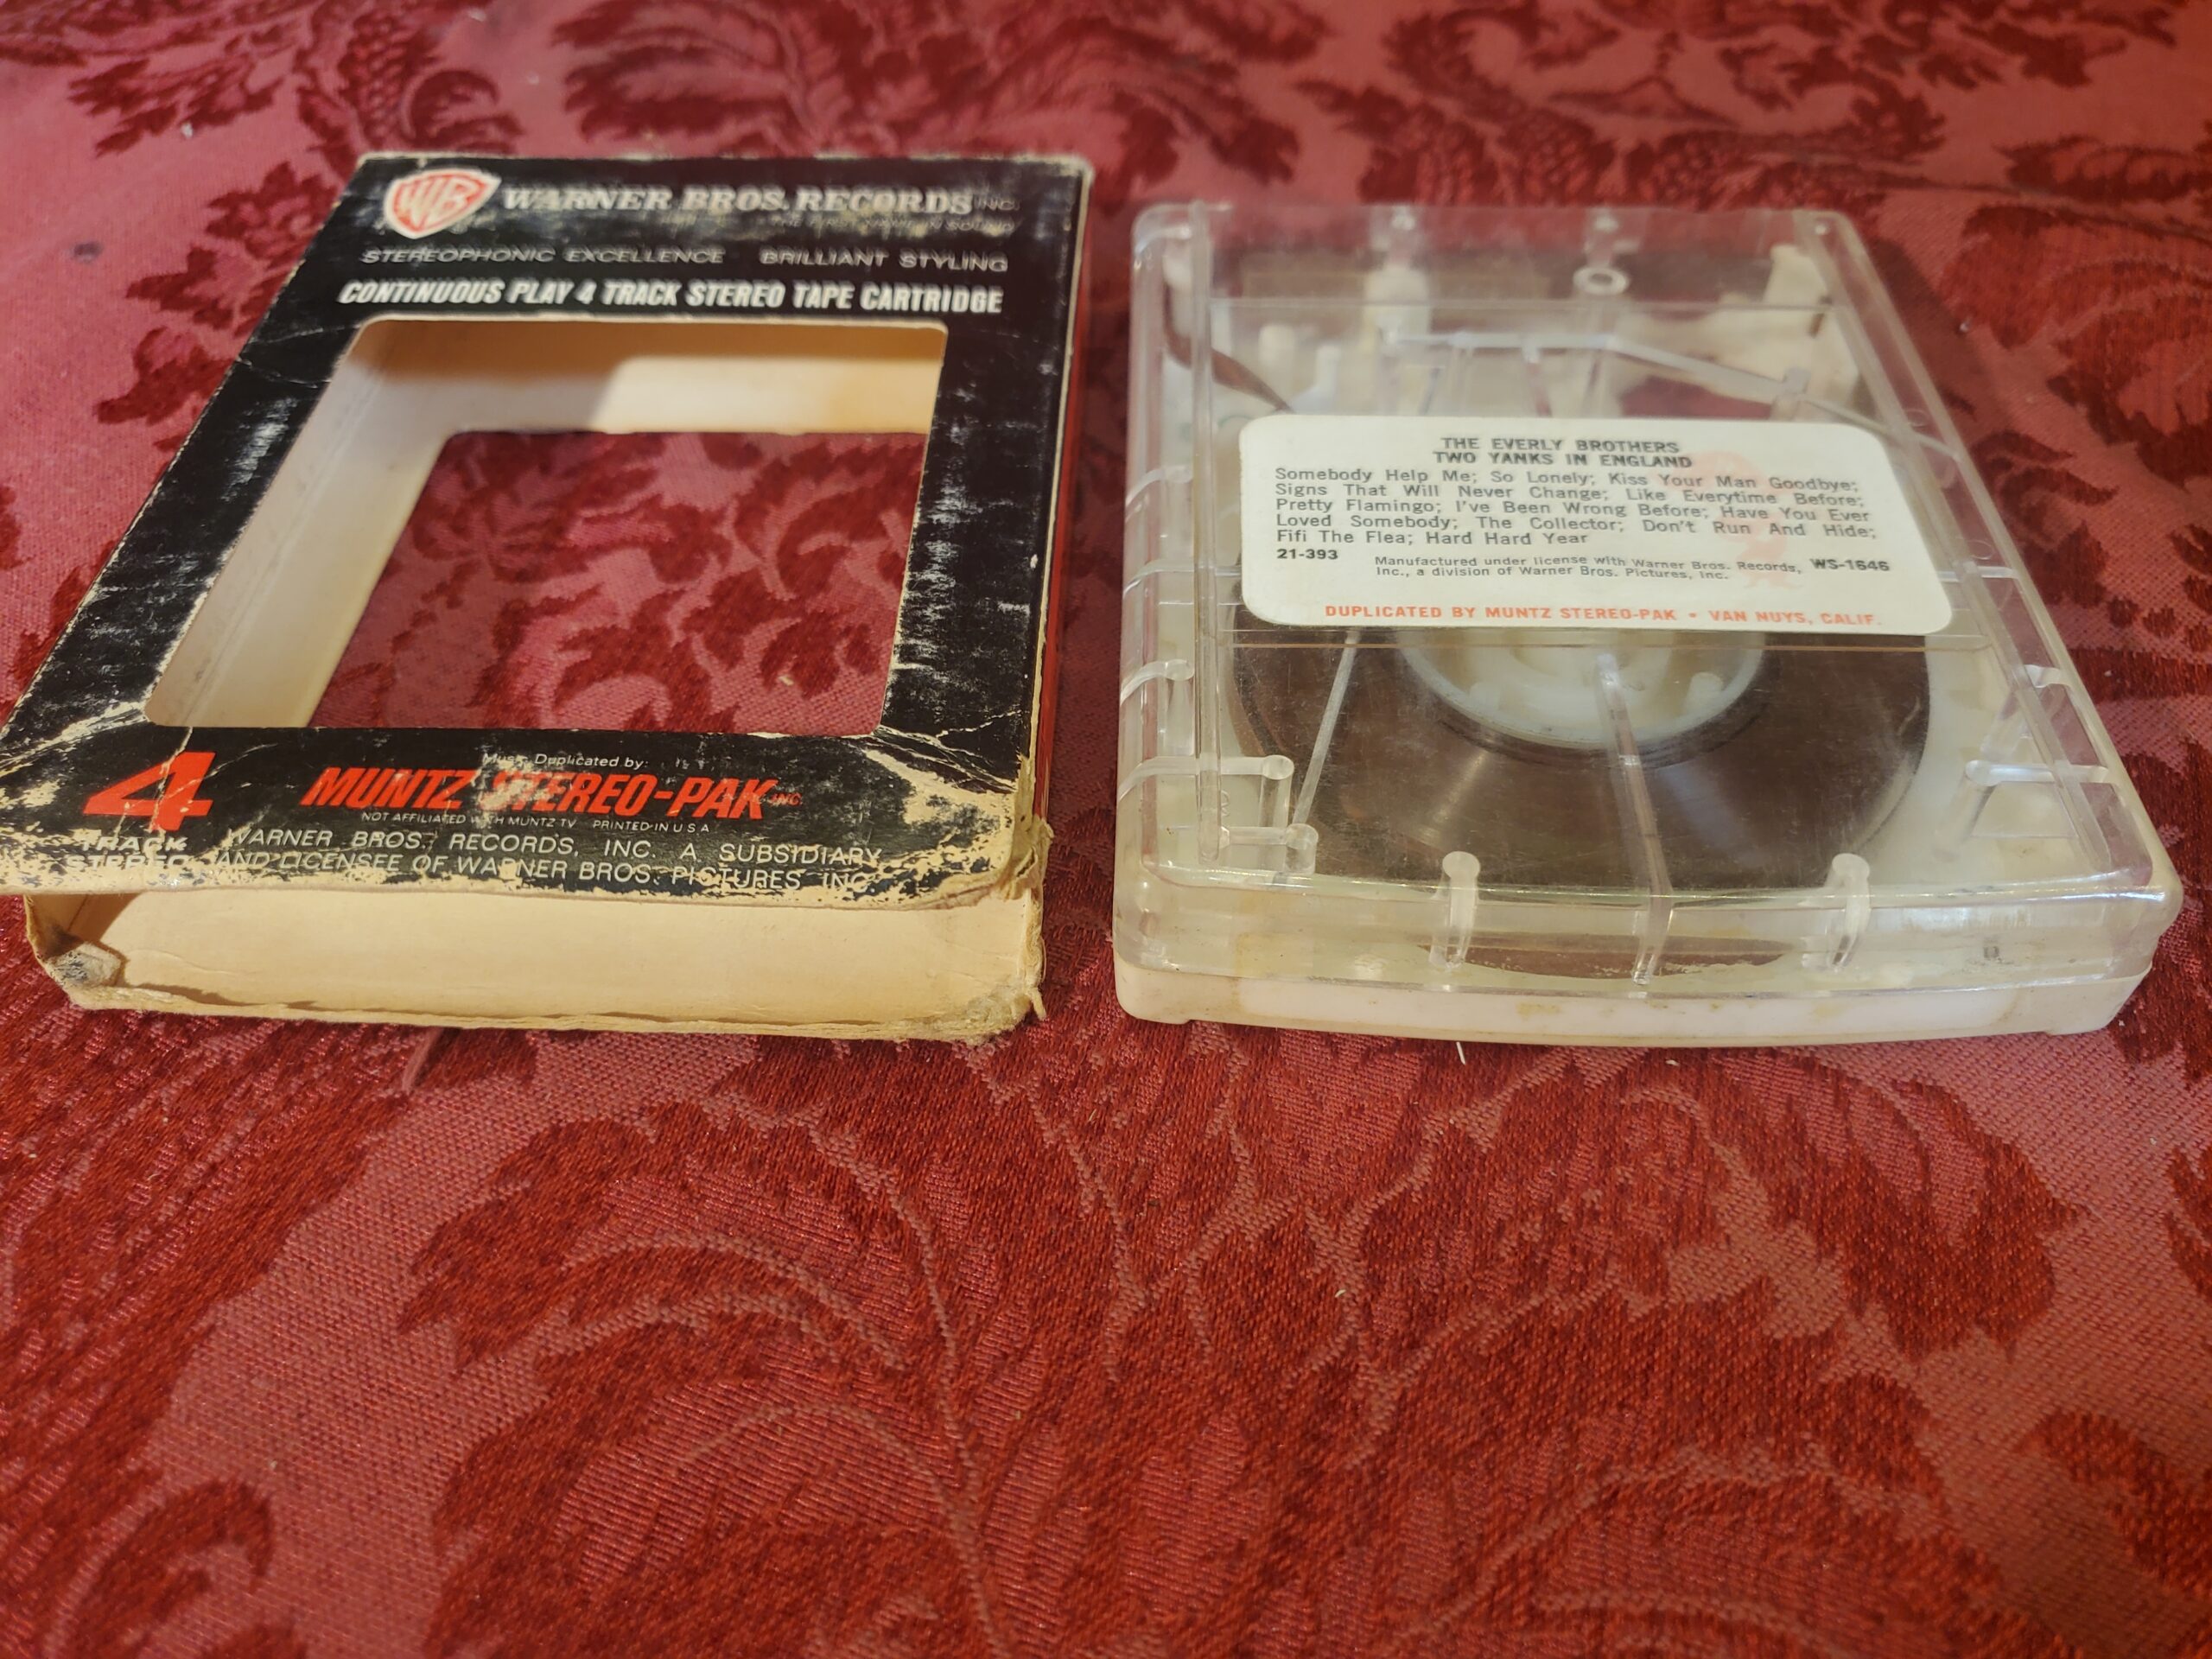 WB WARNER BROS. RECORDS INC.
STEREOPHONIC EXCELLENCE BRILLIANT STYLING
CONTINUOUS PLAY 4 TRACK STEREO TAPE CARTRIDGE
4
TRACK
STEREO
Music Duplicated by:
MUNTZ STEREO-PAK INC.
NOT AFFILIATED WITH MUNTZ TV PRINTED IN U S A
WARNER BROS. RECORDS, INC. A SUBSIDIARY
AND LICENSEE OF WARNER BROS. PICTURES INC.
THE EVERLY BROTHERS
TWO YANKS IN ENGLAND
Somebody Help Me; So Lonely; Kiss Your Man Goodbye;
Signs That Will Never Change; Like Everytime Before;
Pretty Flamingo; I've Been Wrong Before; Have You Ever
Loved Somebody; The Collector; Don't Run And Hide;
Fifi The Flea; Hard Hard Year
21-393 Manufactured under license with Warner Bros. Records, WS-1646
Inc., a division of Warner Bros. Pictures, Inc.
DUPLICATED BY MUNTZ STEREO-PAK • VAN NUYS, CALIF.